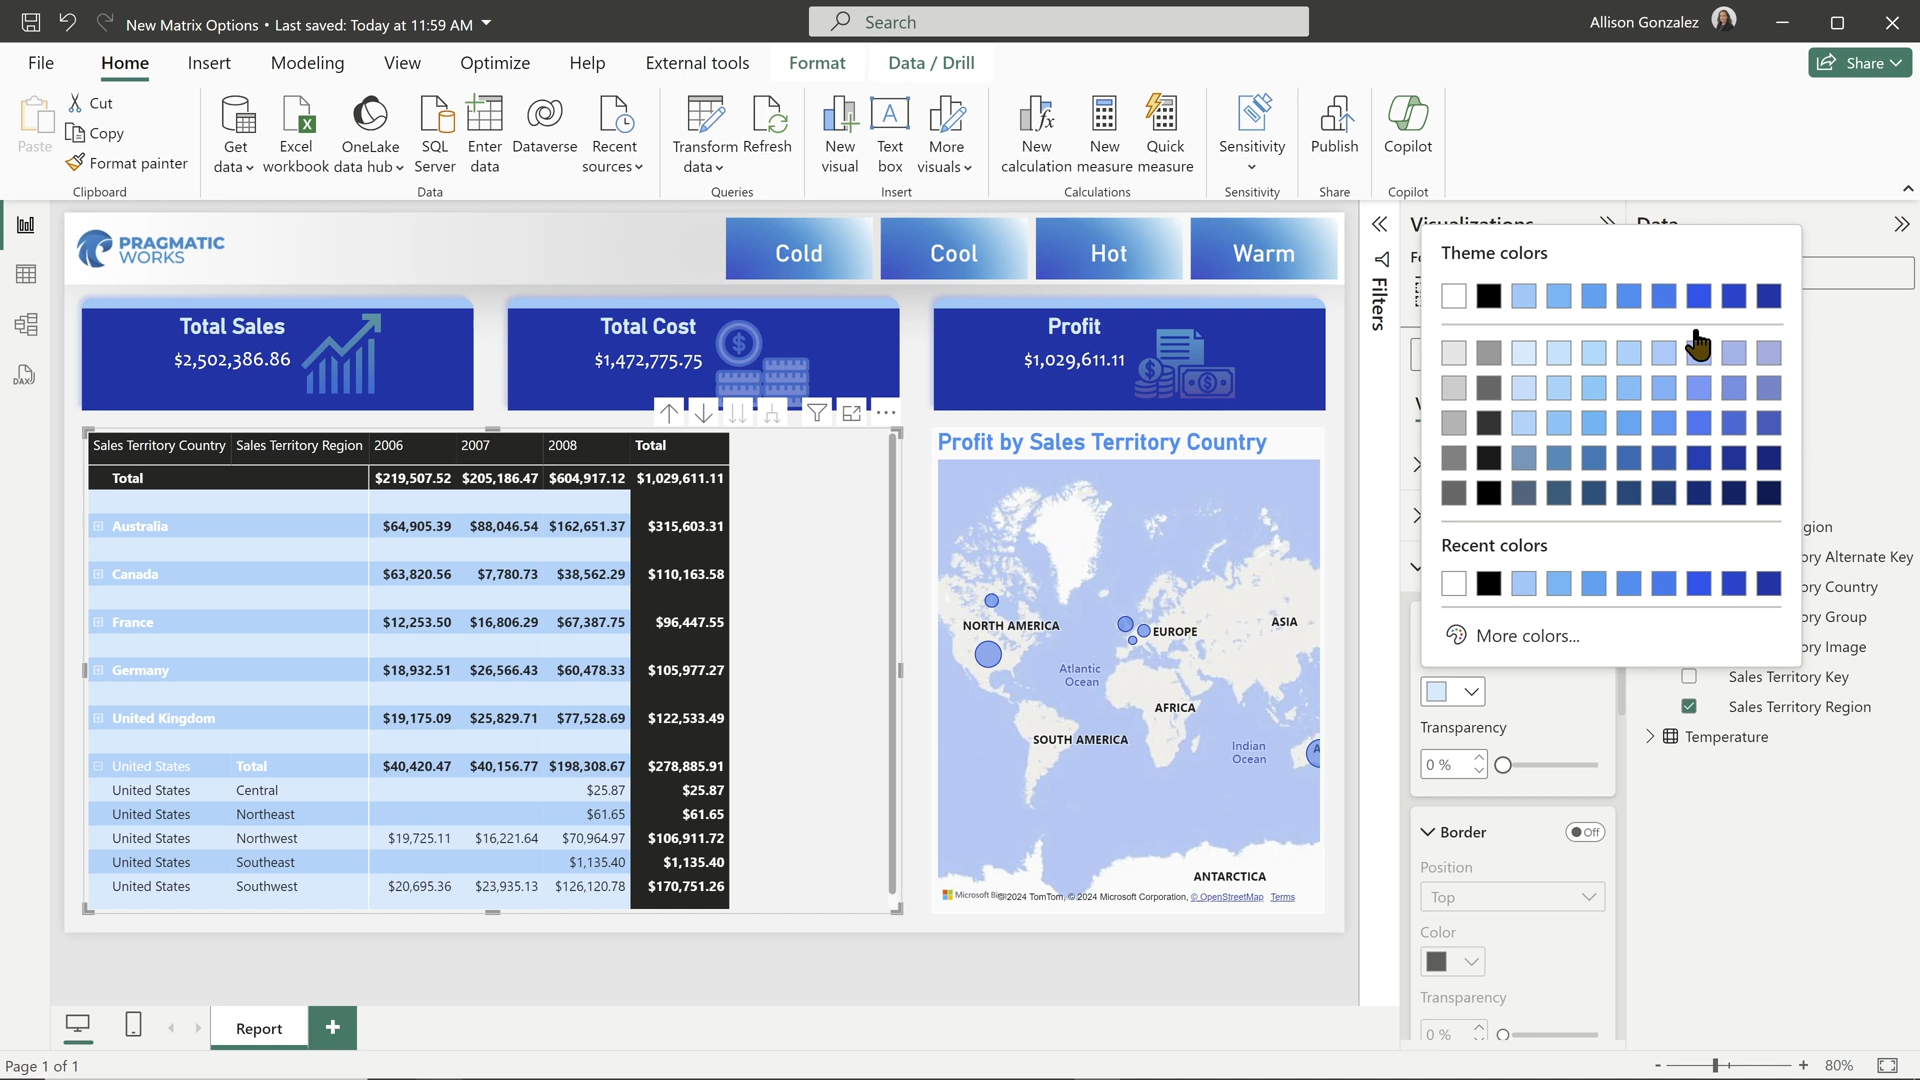 New Matrix Options • Last saved: Today at 11:59 AM
Search
Allison Gonzalez
File Home Insert Modeling View Optimize Help External tools Format Data / Drill Share
Paste
Cut
Copy
Format painter
Clipboard
Get data
Excel workbook
OneLake data hub
SQL Server
Enter data
Dataverse
Recent sources
Data
Transform data
Refresh
Queries
New visual
Text box
More visuals
Insert
New calculation
New measure
Quick measure
Calculations
Sensitivity
Sensitivity
Publish
Share
Copilot
Copilot
PRAGMATIC
WORKS
Cold Cool Hot Warm
Total Sales
$2,502,386.86
Total Cost
$1,472,775.75
Profit
$1,029,611.11
Sales Territory Country Sales Territory Region 2006 2007 2008 Total
Total $219,507.52 $205,186.47 $604,917.12 $1,029,611.11
Australia $64,905.39 $88,046.54 $162,651.37 $315,603.31
Canada $63,820.56 $7,780.73 $38,562.29 $110,163.58
France $12,253.50 $16,806.29 $67,387.75 $96,447.55
Germany $18,932.51 $26,566.43 $60,478.33 $105,977.27
United Kingdom $19,175.09 $25,829.71 $77,528.69 $122,533.49
United States Total $40,420.47 $40,156.77 $198,308.67 $278,885.91
United States Central $25.87 $25.87
United States Northeast $61.65 $61.65
United States Northwest $19,725.11 $16,221.64 $70,964.97 $106,911.72
United States Southeast $1,135.40 $1,135.40
United States Southwest $20,695.36 $23,935.13 $126,120.78 $170,751.26
Profit by Sales Territory Country
NORTH AMERICA
EUROPE
ASIA
Atlantic
Ocean
AFRICA
SOUTH AMERICA
Indian
Ocean
A
ANTARCTICA
Microsoft Bi
©2024 TomTom, © 2024 Microsoft Corporation, © OpenStreetMap Terms
Filters
Visualizations
Data
Theme colors
Recent colors
More colors...
gion
ory Alternate Key
ory Country
ory Group
ory Image
Sales Territory Key
Sales Territory Region
Temperature
Transparency
0 %
Border
Off
Position
Top
Color
Transparency
0 %
Report
Page 1 of 1
- + 80%